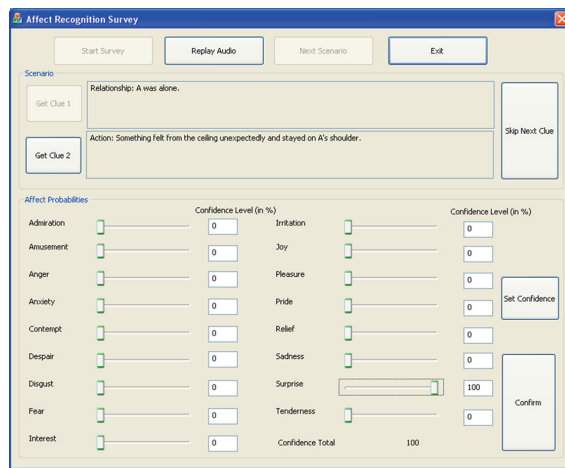 Affect Recognition Survey
Start Survey Replay Audio Next Scenario Exit
Scenario
Get Clue 1 Relationship: A was alone. Skip Next Clue
Get Clue 2 Action: Something felt from the ceiling unexpectedly and stayed on A's shoulder.
Affect Probabilities
Confidence Level (in %) Confidence Level (in %)
Admiration 0 Irritation 0
Amusement 0 Joy 0
Anger 0 Pleasure 0
Anxiety 0 Pride 0 Set Confidence
Contempt 0 Relief 0
Despair 0 Sadness 0
Disgust 0 Surprise 100
Fear 0 Tenderness 0 Confirm
Interest 0 Confidence Total 100